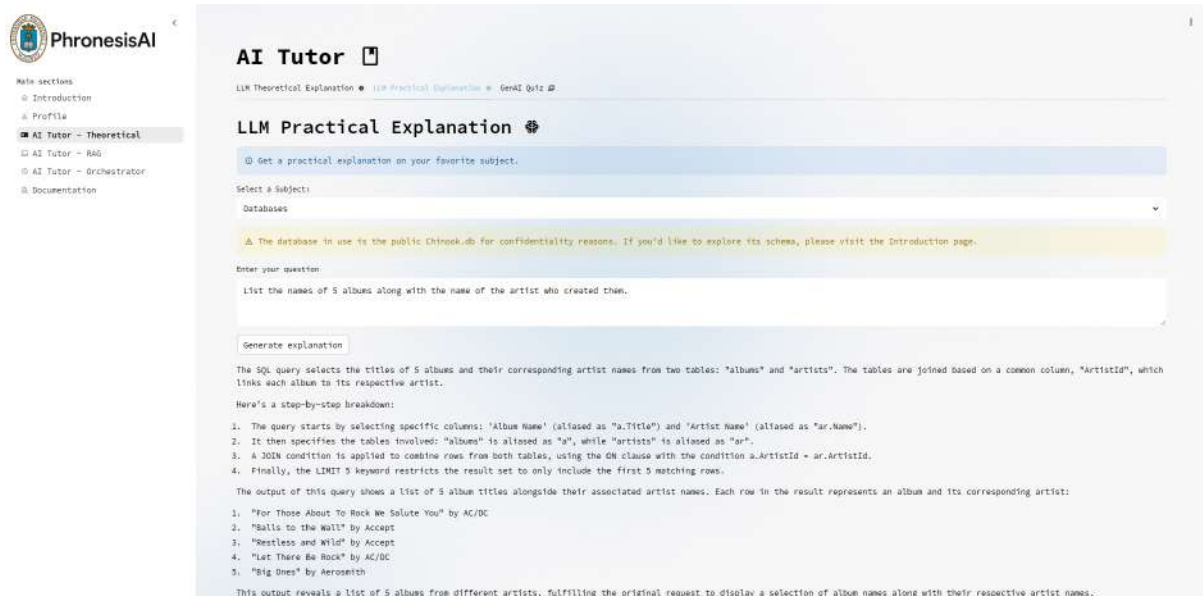 PhronesisAI
Main sections
Introduction
Profile
AI Tutor - Theoretical
AI Tutor - RAG
AI Tutor - Orchestrator
Documentation
AI Tutor
LLM Theoretical Explanation LLM Practical Explanation GenAI Quiz
LLM Practical Explanation
Get a practical explanation on your favorite subject.
Select a Subject:
Databases
The database in use is the public Chinook.db for confidentiality reasons. If you'd like to explore its schema, please visit the Introduction page.
Enter your question
List the names of 5 albums along with the name of the artist who created them.
Generate explanation
The SQL query selects the titles of 5 albums and their corresponding artist names from two tables: "albums" and "artists". The tables are joined based on a common column, "ArtistId", which
links each album to its respective artist.
Here's a step-by-step breakdown:
1. The query starts by selecting specific columns: 'Album Name' (aliased as "a.Title") and 'Artist Name' (aliased as "ar.Name").
2. It then specifies the tables involved: "albums" is aliased as "a", while "artists" is aliased as "ar".
3. A JOIN condition is applied to combine rows from both tables, using the ON clause with the condition a.ArtistId = ar.ArtistId.
4. Finally, the LIMIT 5 keyword restricts the result set to only include the first 5 matching rows.
The output of this query shows a list of 5 album titles alongside their associated artist names. Each row in the result represents an album and its corresponding artist:
1. "For Those About To Rock We Salute You" by AC/DC
2. "Balls to the Wall" by Accept
3. "Restless and Wild" by Accept
4. "Let There Be Rock" by AC/DC
5. "Big Ones" by Aerosmith
This output reveals a list of 5 albums from different artists, fulfilling the original request to display a selection of album names along with their respective artist names.